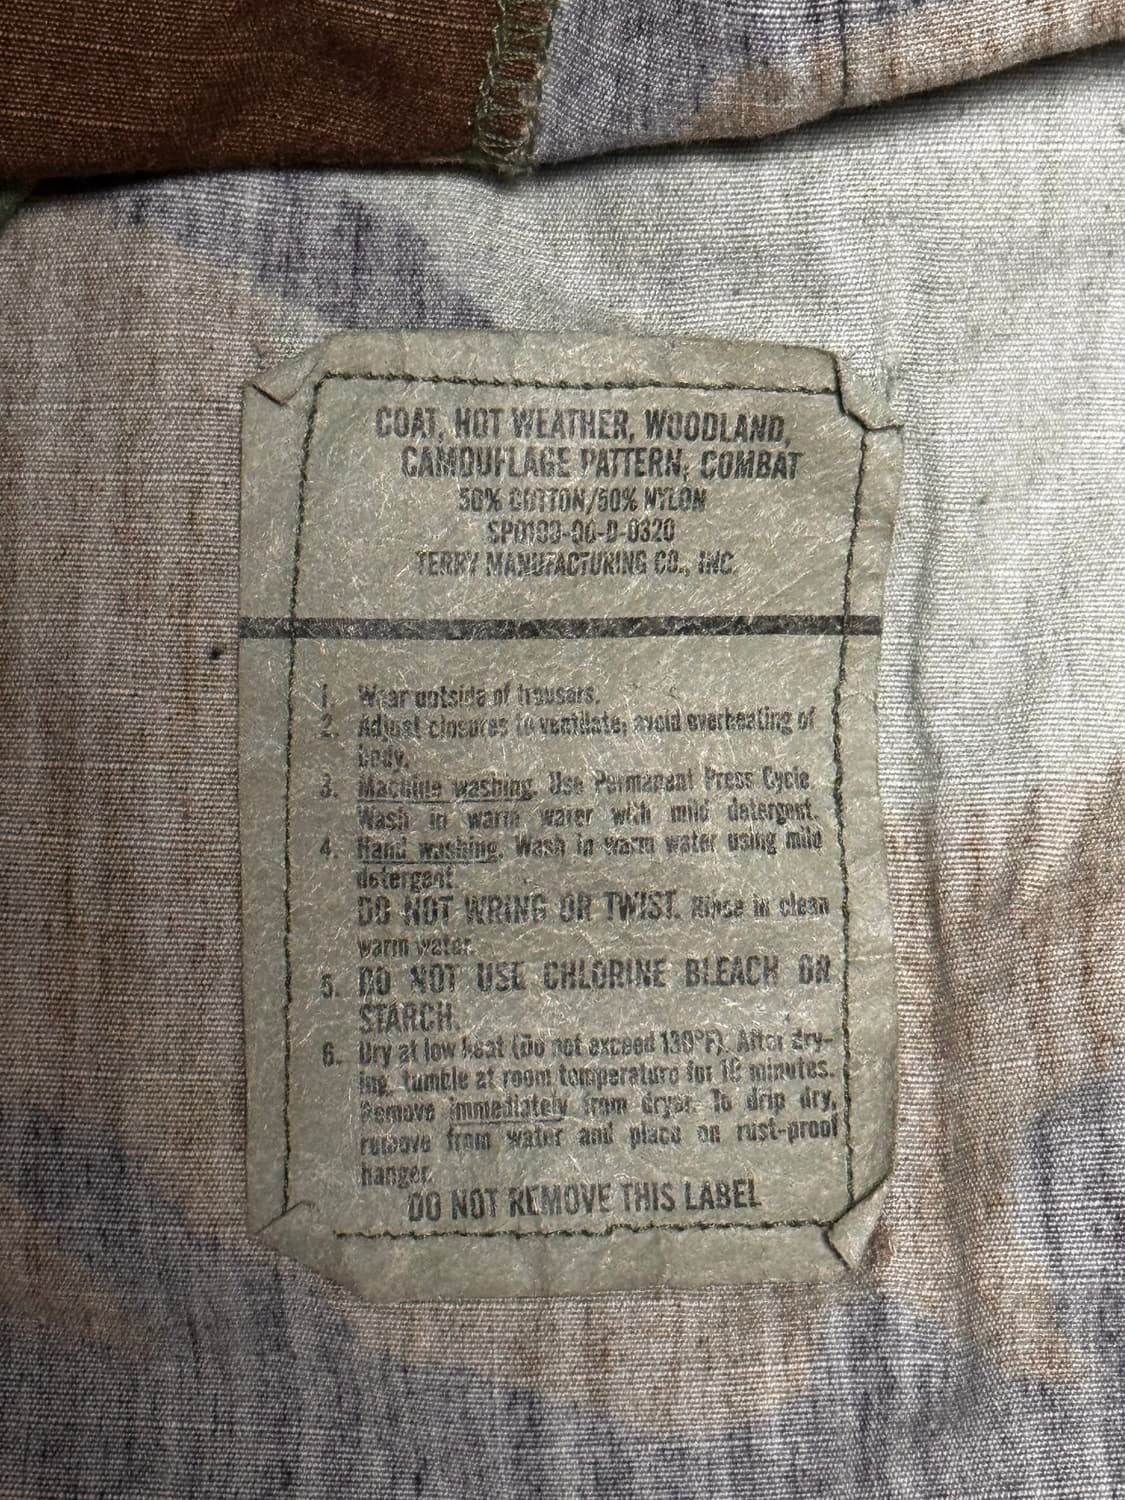 COAT, HOT WEATHER, WOODLAND,
CAMOUFLAGE PATTERN, COMBAT
50% COTTON/50% NYLON
SP0100-96-D-0320
TERRY MANUFACTURING CO., INC.
1. Wear outside of trousers.
2. Adjust closures to ventilate, avoid overheating of
body.
3. Machine washing. Use Permanent Press Cycle.
Wash in warm water with mild detergent.
4. Hand washing. Wash in warm water using mild
detergent.
DO NOT WRING OR TWIST. Rinse in clean
warm water.
5. DO NOT USE CHLORINE BLEACH OR
STARCH.
6. Dry at low heat (Do not exceed 130°F). After dry-
ing, tumble at room temperature for 10 minutes.
Remove immediately from dryer. To drip dry,
remove from water and place on rust-proof
hanger.
DO NOT REMOVE THIS LABEL